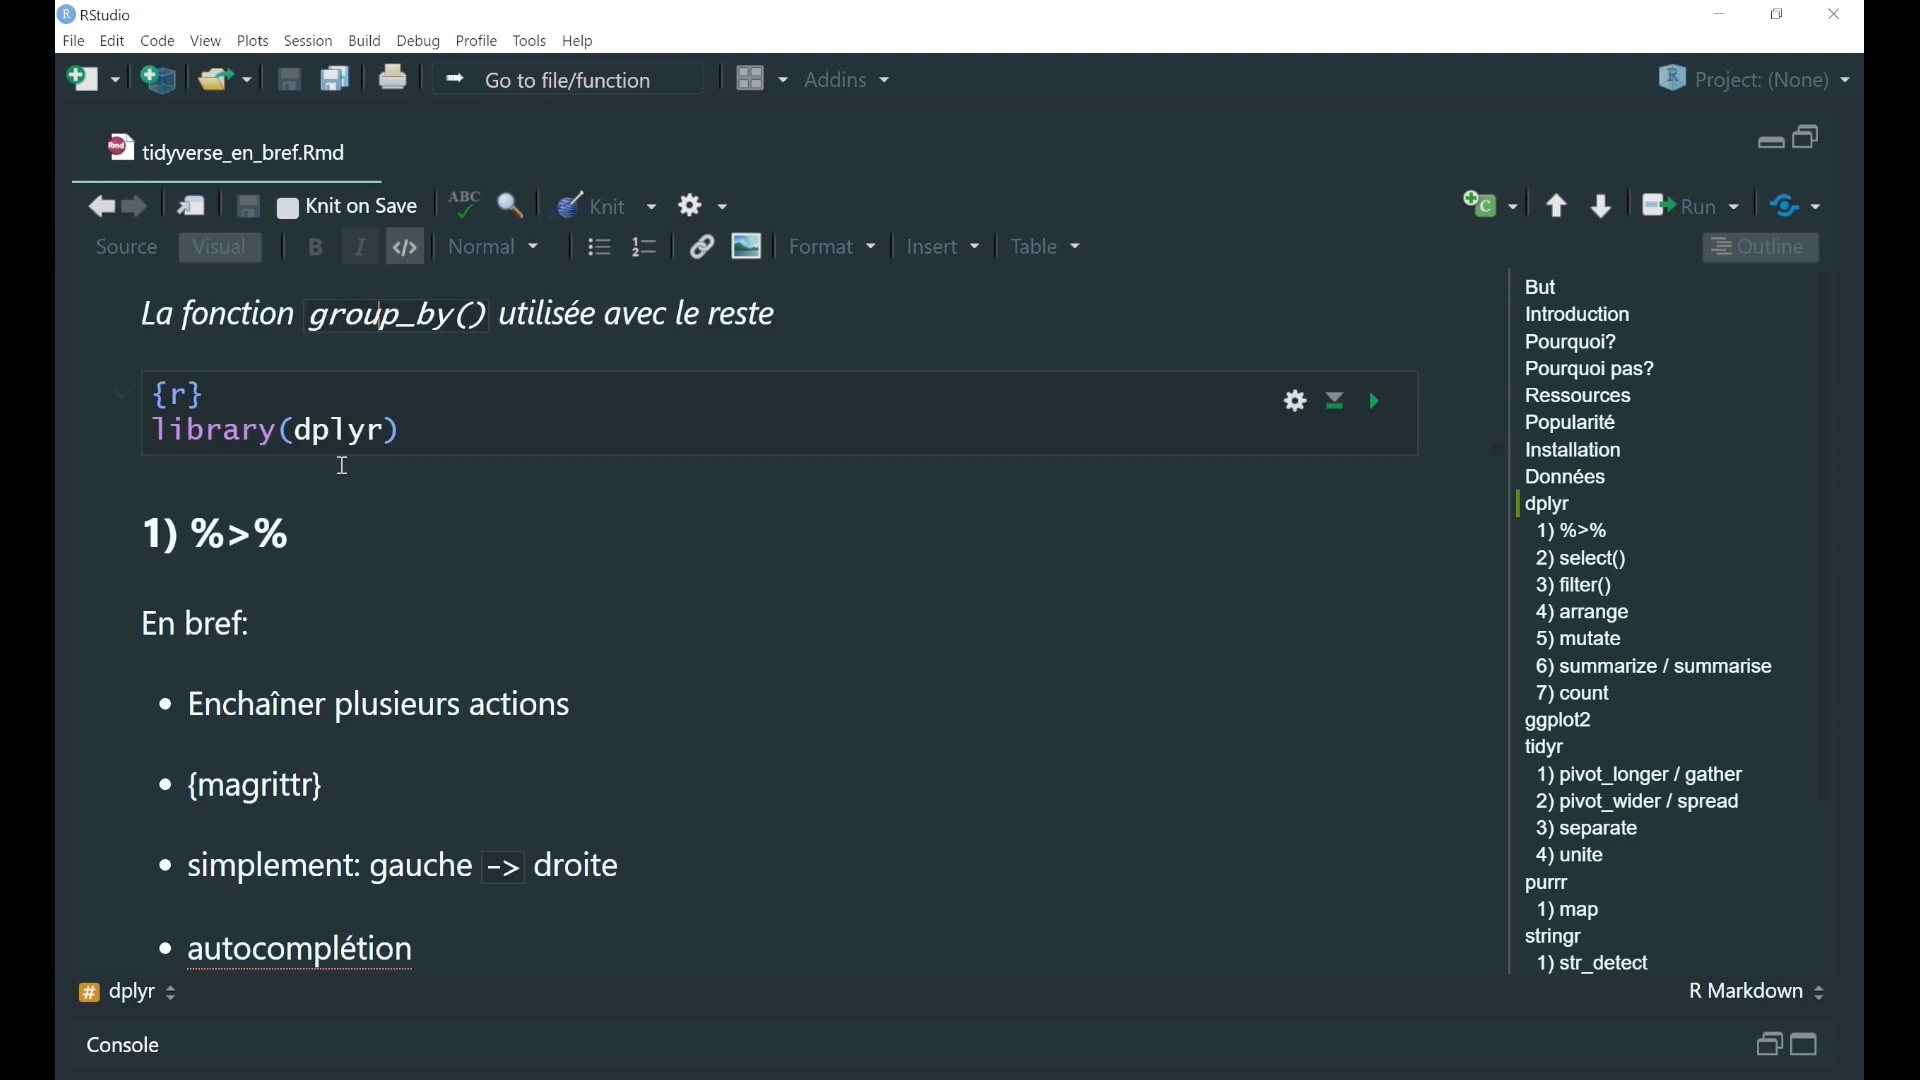 RStudio
File Edit Code View Plots Session Build Debug Profile Tools Help
Go to file/function
Addins
Project: (None)
tidyverse_en_bref.Rmd
Knit on Save
ABC
Knit
Run
Source
Visual
B
I
</>
Normal
Format
Insert
Table
Outline
La fonction group_by() utilisée avec le reste
{r}
library(dplyr)
1) %>%
En bref:
• Enchaîner plusieurs actions
• {magrittr}
• simplement: gauche -> droite
• autocomplétion
But
Introduction
Pourquoi?
Pourquoi pas?
Ressources
Popularité
Installation
Données
dplyr
1) %>%
2) select()
3) filter()
4) arrange
5) mutate
6) summarize / summarise
7) count
ggplot2
tidyr
1) pivot_longer / gather
2) pivot_wider / spread
3) separate
4) unite
purrr
1) map
stringr
1) str_detect
# dplyr
R Markdown
Console